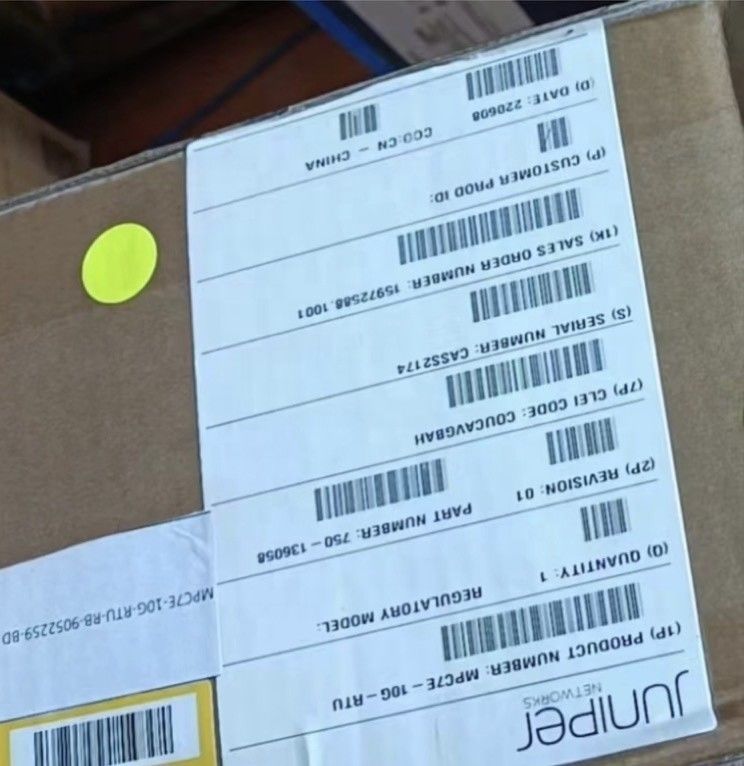 JUNIPER
NETWORKS
(1P) PRODUCT NUMBER: MPC7E-10G-RTU
(Q) QUANTITY: 1 REGULATORY MODEL:
(2P) REVISION: 01 PART NUMBER: 750-136058
(7P) CLEI CODE: COUCAVGBAH
(S) SERIAL NUMBER: CASS2174
(1K) SALES ORDER NUMBER: 15972588.1001
(P) CUSTOMER PROD ID:
(D) DATE: 220608 COO:CN - CHINA
MPC7E-10G-RTU-RB-9052259-BD